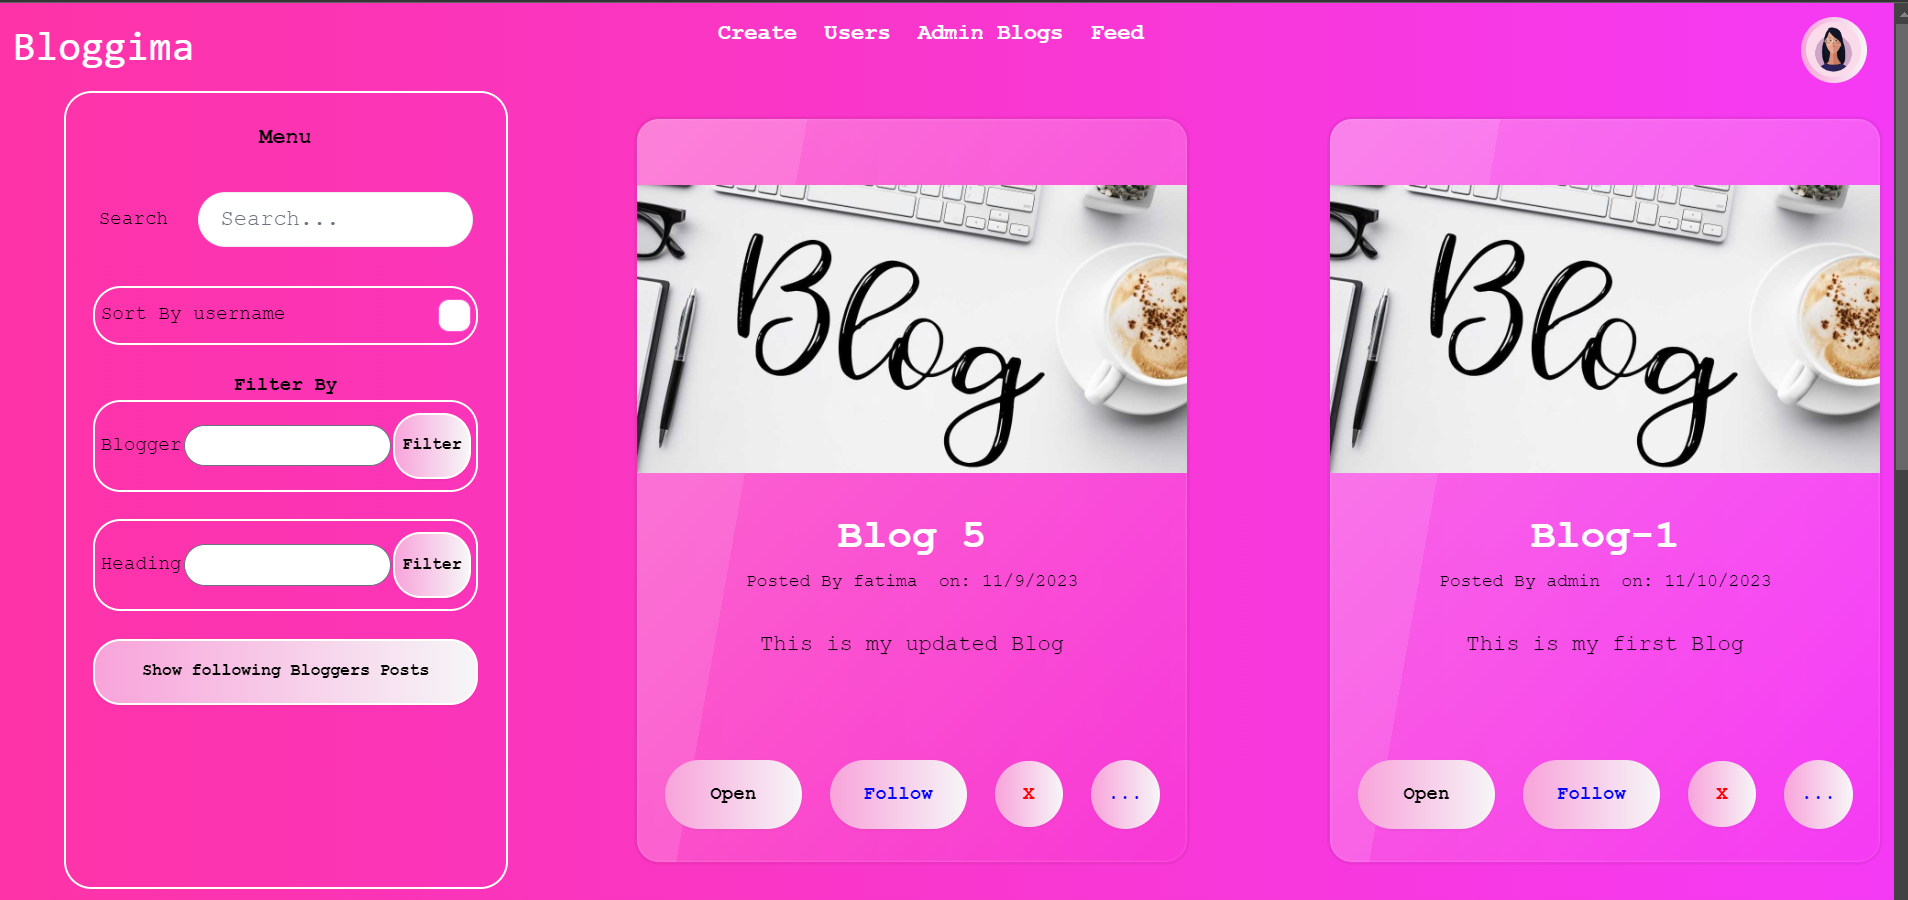 Bloggima
Create Users Admin Blogs Feed
Menu
Search Search...
Sort By username
Filter By
Blogger Filter
Heading Filter
Show following Bloggers Posts
Blog
Blog 5
Posted By fatima on: 11/9/2023
This is my updated Blog
Open Follow X ...
Blog
Blog-1
Posted By admin on: 11/10/2023
This is my first Blog
Open Follow X ...